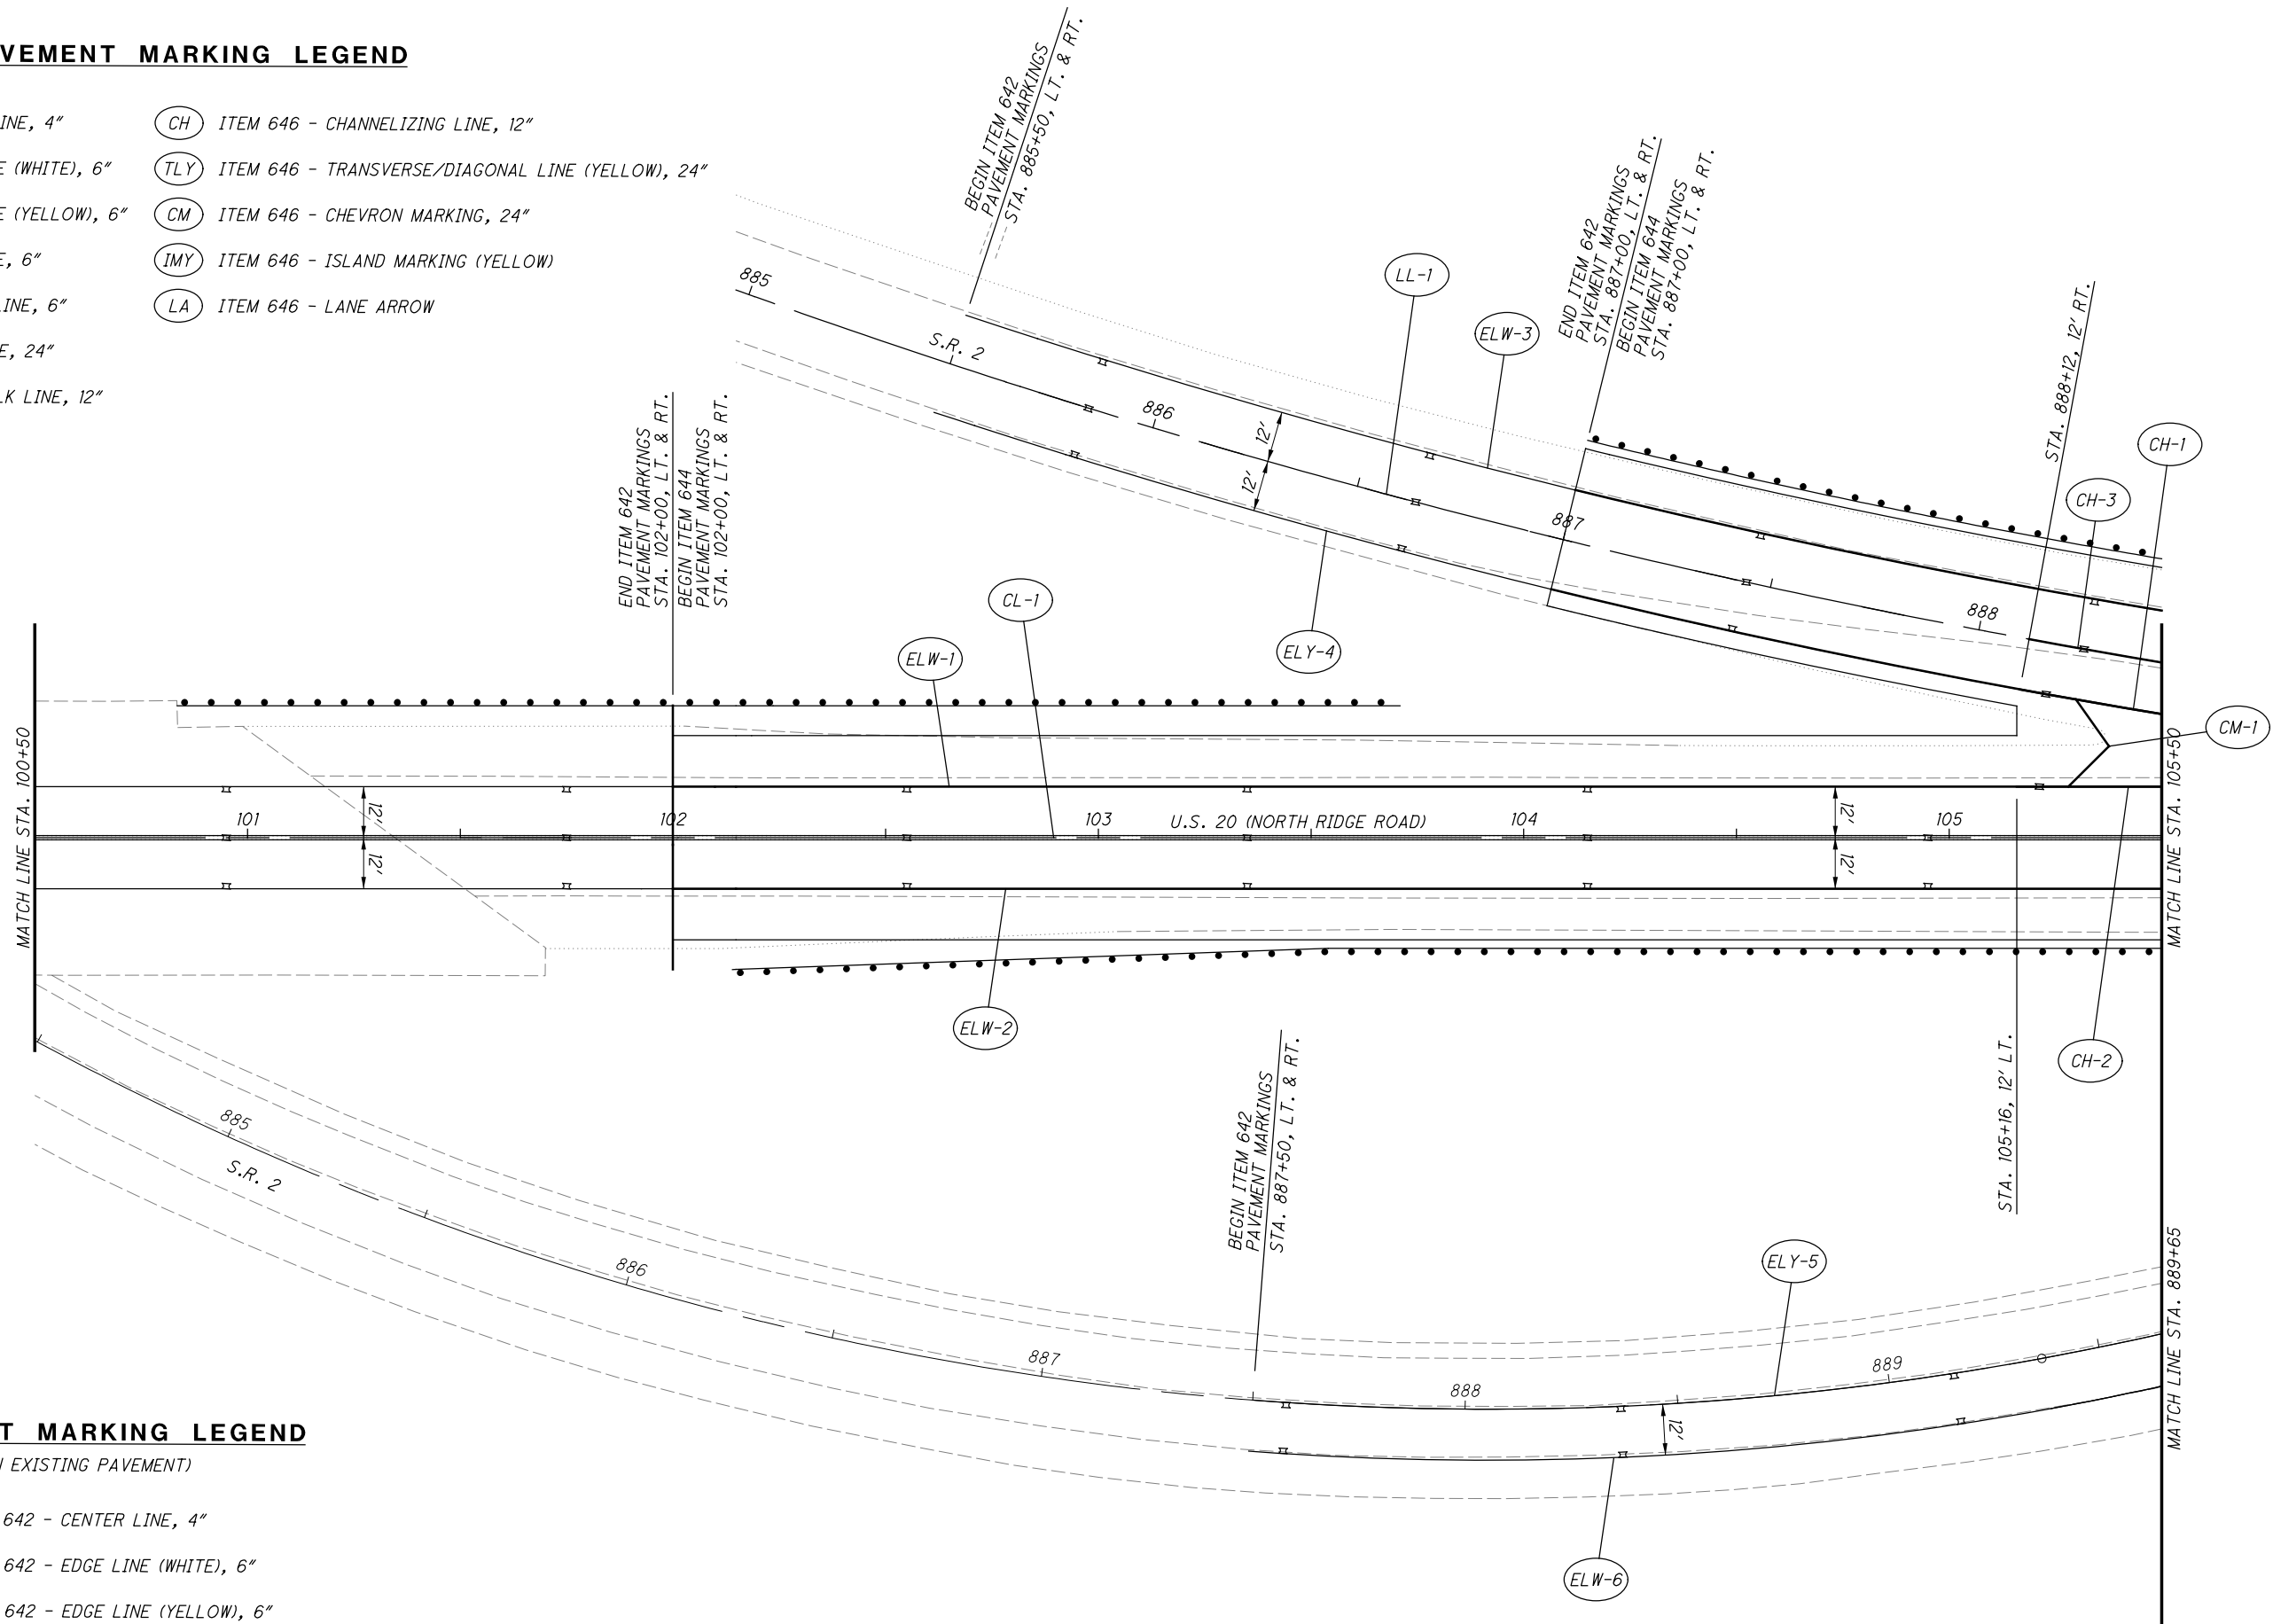 VEMENT MARKING LEGEND
INE, 4"
E (WHITE), 6"
E (YELLOW), 6"
E, 6"
LINE, 6"
E, 24"
LK LINE, 12"
CH ITEM 646 - CHANNELIZING LINE, 12"
TLY ITEM 646 - TRANSVERSE/DIAGONAL LINE (YELLOW), 24"
CM ITEM 646 - CHEVRON MARKING, 24"
IMY ITEM 646 - ISLAND MARKING (YELLOW)
LA ITEM 646 - LANE ARROW
BEGIN ITEM 642
PAVEMENT MARKINGS
STA. 885+50, LT. & RT.
END ITEM 642
PAVEMENT MARKINGS
STA. 887+00, LT. & RT.
BEGIN ITEM 644
PAVEMENT MARKINGS
STA. 887+00, LT. & RT.
STA. 888+12, 12' RT.
LL-1
ELW-3
CH-1
CH-3
885
S.R. 2
886
12'
12'
887
888
END ITEM 642
PAVEMENT MARKINGS
STA. 102+00, LT. & RT.
BEGIN ITEM 644
PAVEMENT MARKINGS
STA. 102+00, LT. & RT.
CL-1
ELW-1
ELY-4
CM-1
MATCH LINE STA. 100+50
MATCH LINE STA. 105+50
101
12'
12'
102
103
U.S. 20 (NORTH RIDGE ROAD)
104
12'
12'
105
ELW-2
CH-2
STA. 105+16, 12' LT.
BEGIN ITEM 642
PAVEMENT MARKINGS
STA. 887+50, LT. & RT.
885
S.R. 2
886
887
888
889
12'
ELY-5
ELW-6
MATCH LINE STA. 889+65
T MARKING LEGEND
EXISTING PAVEMENT)
642 - CENTER LINE, 4"
642 - EDGE LINE (WHITE), 6"
642 - EDGE LINE (YELLOW), 6"